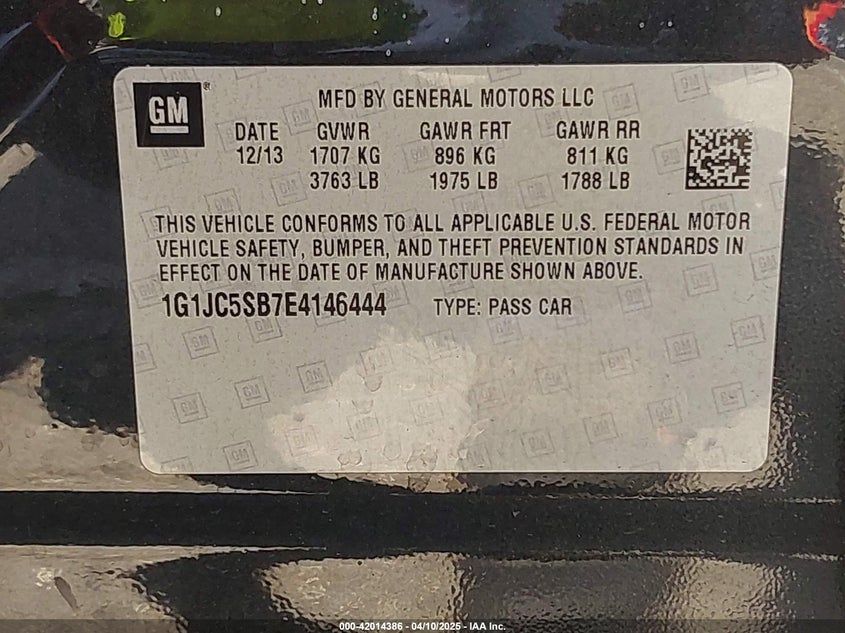 GM®
MFD BY GENERAL MOTORS LLC
DATE GVWR GAWR FRT GAWR RR
12/13 1707 KG 896 KG 811 KG
3763 LB 1975 LB 1788 LB
THIS VEHICLE CONFORMS TO ALL APPLICABLE U.S. FEDERAL MOTOR
VEHICLE SAFETY, BUMPER, AND THEFT PREVENTION STANDARDS IN
EFFECT ON THE DATE OF MANUFACTURE SHOWN ABOVE.
1G1JC5SB7E4146444 TYPE: PASS CAR
000-42014386 - 04/10/2025 - IAA Inc.